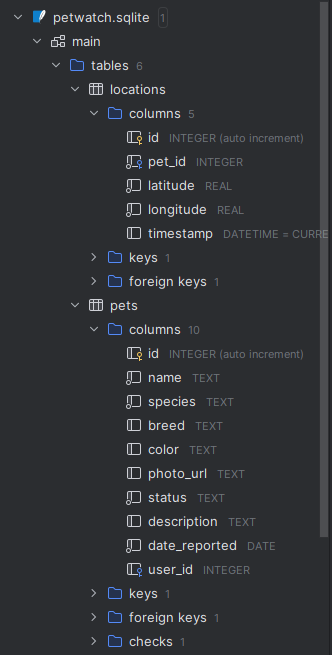 petwatch.sqlite 1
main
tables 6
locations
columns 5
id INTEGER (auto increment)
pet_id INTEGER
latitude REAL
longitude REAL
timestamp DATETIME = CURRE
keys 1
foreign keys 1
pets
columns 10
id INTEGER (auto increment)
name TEXT
species TEXT
breed TEXT
color TEXT
photo_url TEXT
status TEXT
description TEXT
date_reported DATE
user_id INTEGER
keys 1
foreign keys 1
checks 1